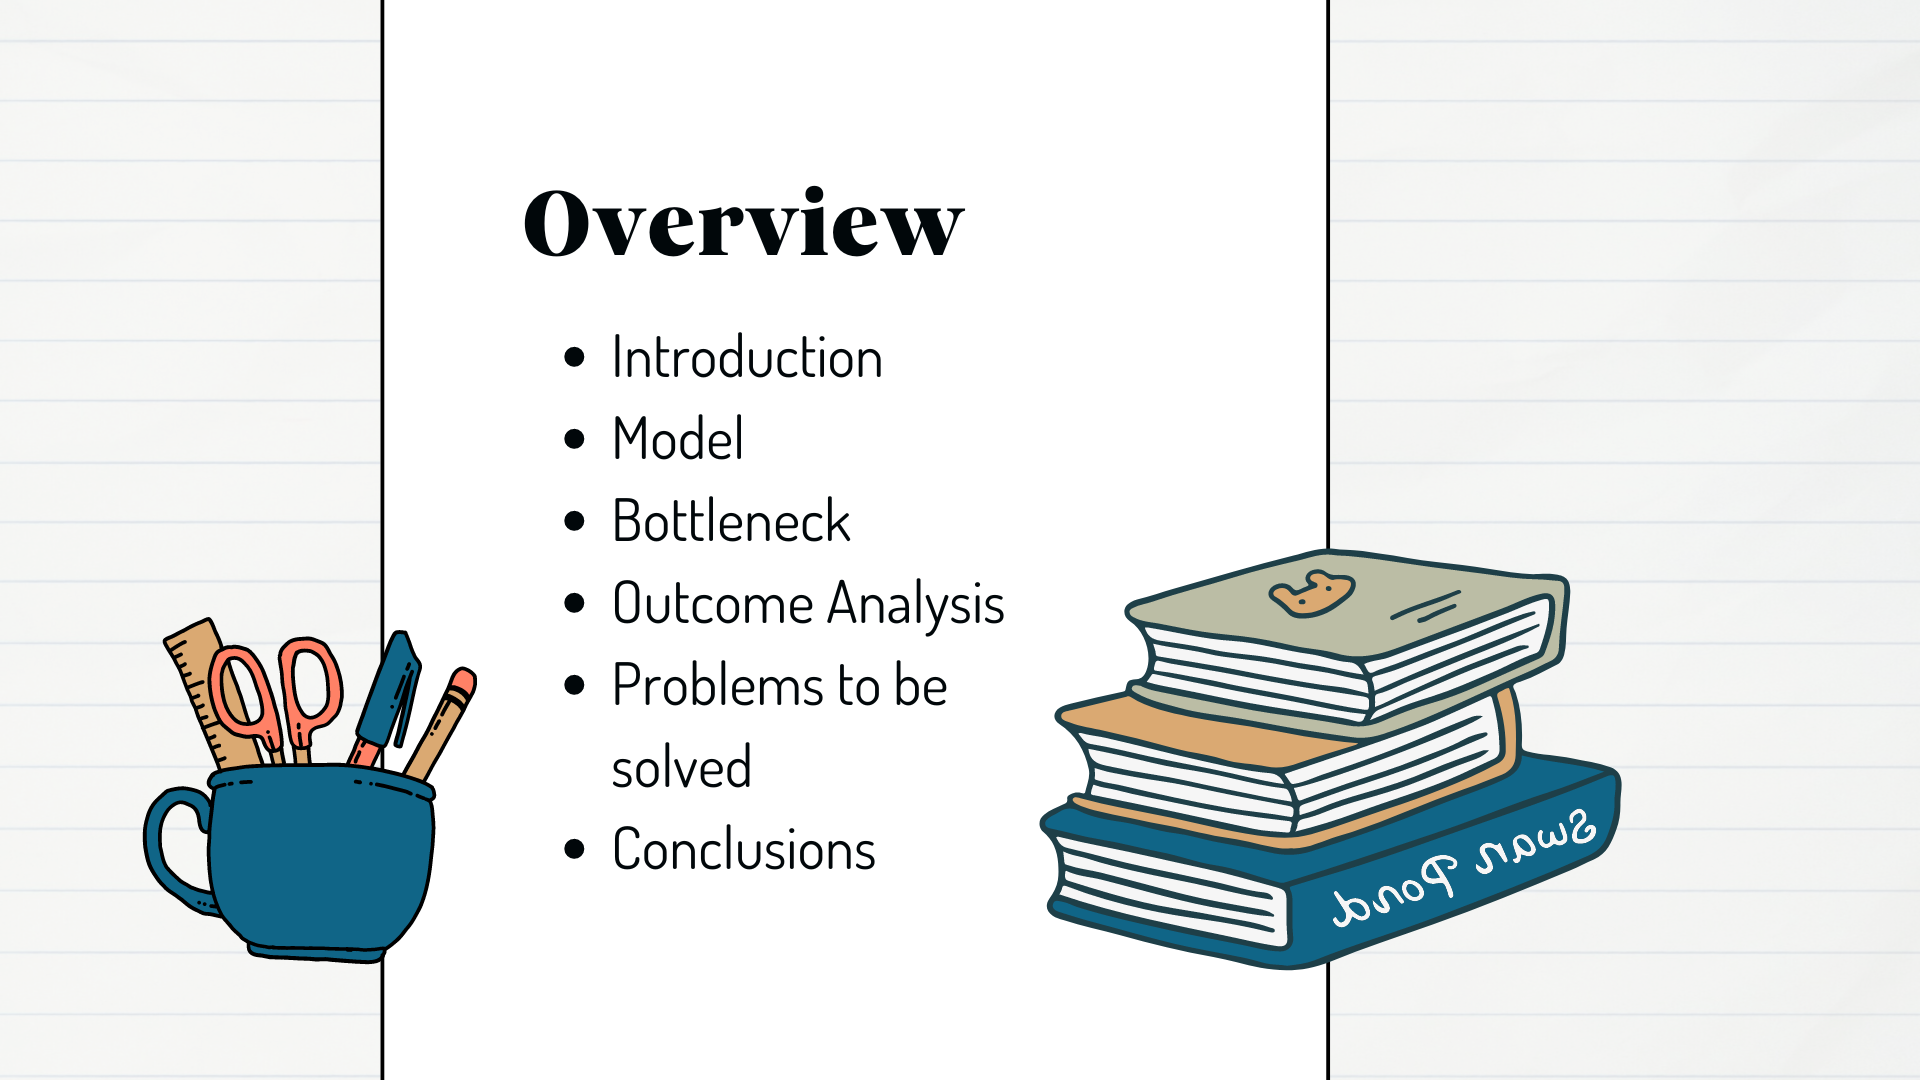 Overview
• Introduction
• Model
• Bottleneck
• Outcome Analysis
• Problems to be
solved
• Conclusions
Swan Pond